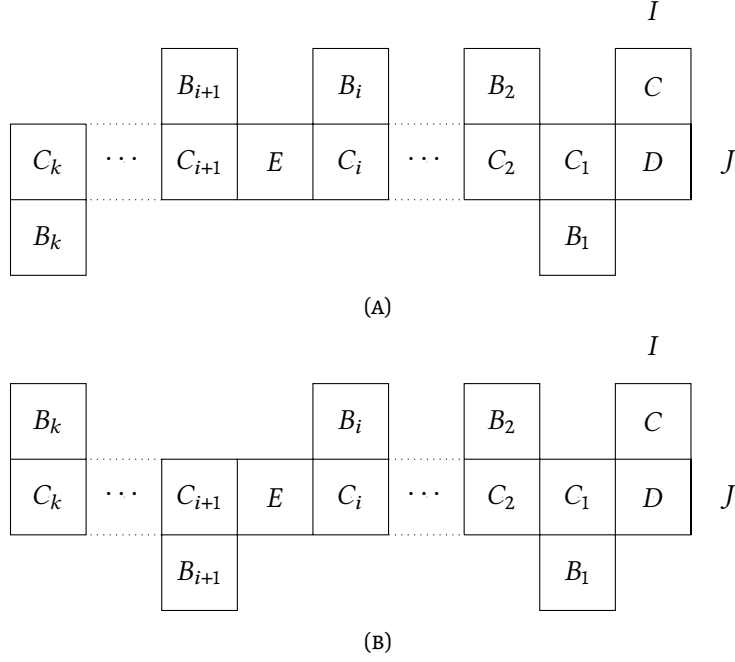 I
B_{i+1} B_i B_2 C
C_k ⋯ C_{i+1} E C_i ⋯ C_2 C_1 D J
B_k B_1
(A)
I
B_k B_i B_2 C
C_k ⋯ C_{i+1} E C_i ⋯ C_2 C_1 D J
B_{i+1} B_1
(B)